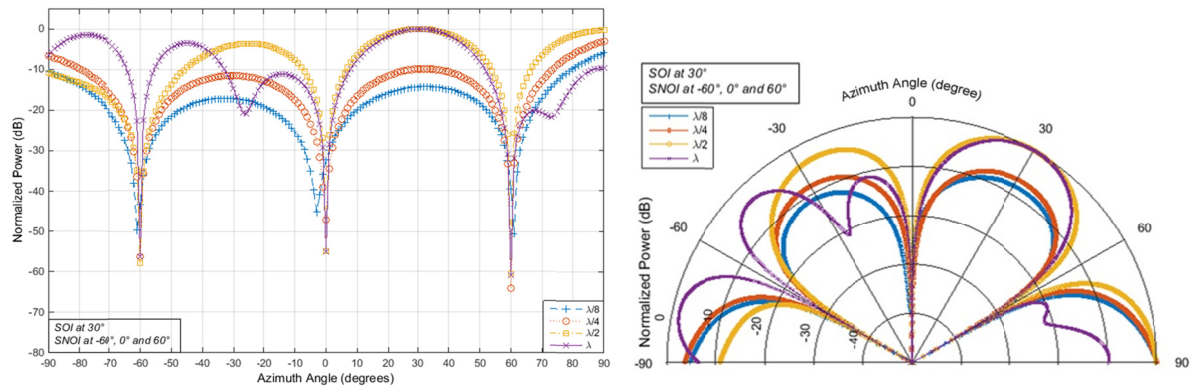 0
-10
-20
-30
-40
-50
-60
-70
-80
Normalized Power (dB)
SOI at 30°
SNOI at -60°, 0° and 60°
λ/8
λ/4
λ/2
λ
-90 -80 -70 -60 -50 -40 -30 -20 -10 0 10 20 30 40 50 60 70 80 90
Azimuth Angle (degrees)
SOI at 30°
SNOI at -60°, 0° and 60°
λ/8
λ/4
λ/2
λ
Azimuth Angle (degree)
0
-30
30
-60
60
Normalized Power (dB)
0
-20
-40
-90
90